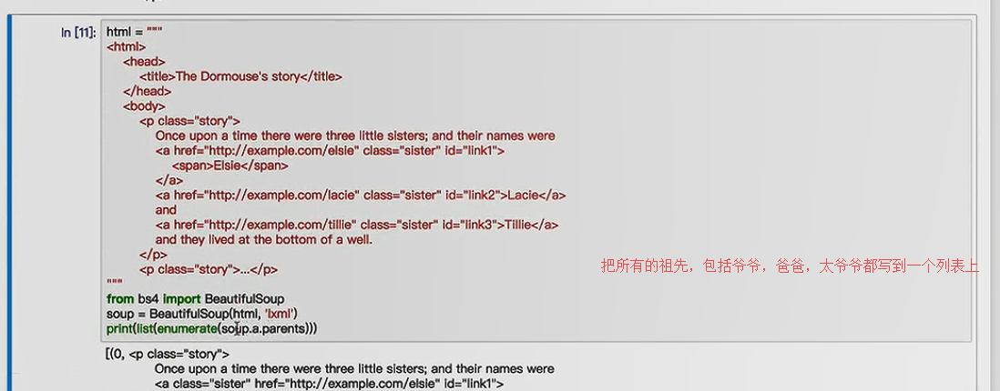 In [11]: html = """
<html>
<head>
<title>The Dormouse's story</title>
</head>
<body>
<p class="story">
Once upon a time there were three little sisters; and their names were
<a href="http://example.com/elsie" class="sister" id="link1">
<span>Elsie</span>
</a>
<a href="http://example.com/lacie" class="sister" id="link2">Lacie</a>
and
<a href="http://example.com/tillie" class="sister" id="link3">Tillie</a>
and they lived at the bottom of a well.
</p>
<p class="story">...</p>
把所有的祖先，包括爷爷，爸爸，太爷爷都写到一个列表上
"""
from bs4 import BeautifulSoup
soup = BeautifulSoup(html, 'lxml')
print(list(enumerate(soup.a.parents)))
[(0, <p class="story">
Once upon a time there were three little sisters; and their names were
<a class="sister" href="http://example.com/elsie" id="link1">